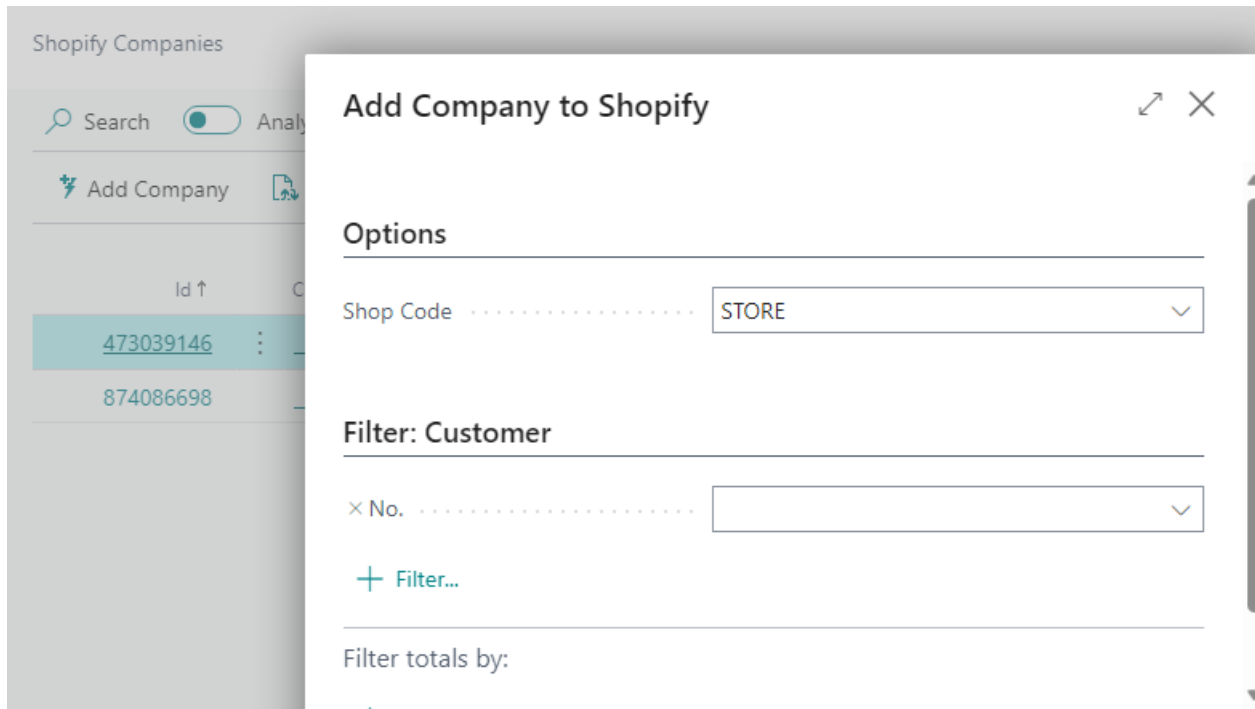 Shopify Companies
Search
Add Company
Id ↑
473039146
874086698
Add Company to Shopify
Options
Shop Code
STORE
Filter: Customer
× No.
+ Filter...
Filter totals by: